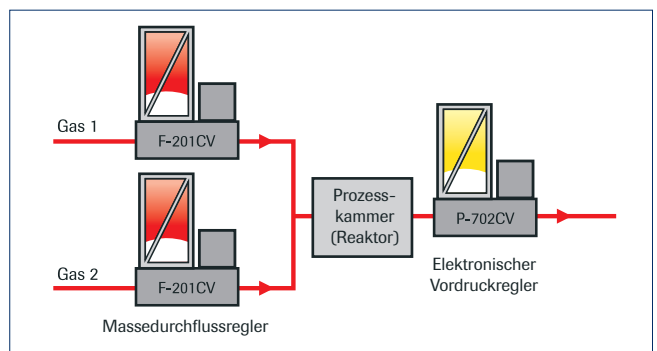 Gas 1
F-201CV
Gas 2
F-201CV
Massedurchflussregler
Prozess-
kammer
(Reaktor)
P-702CV
Elektronischer
Vordruckregler